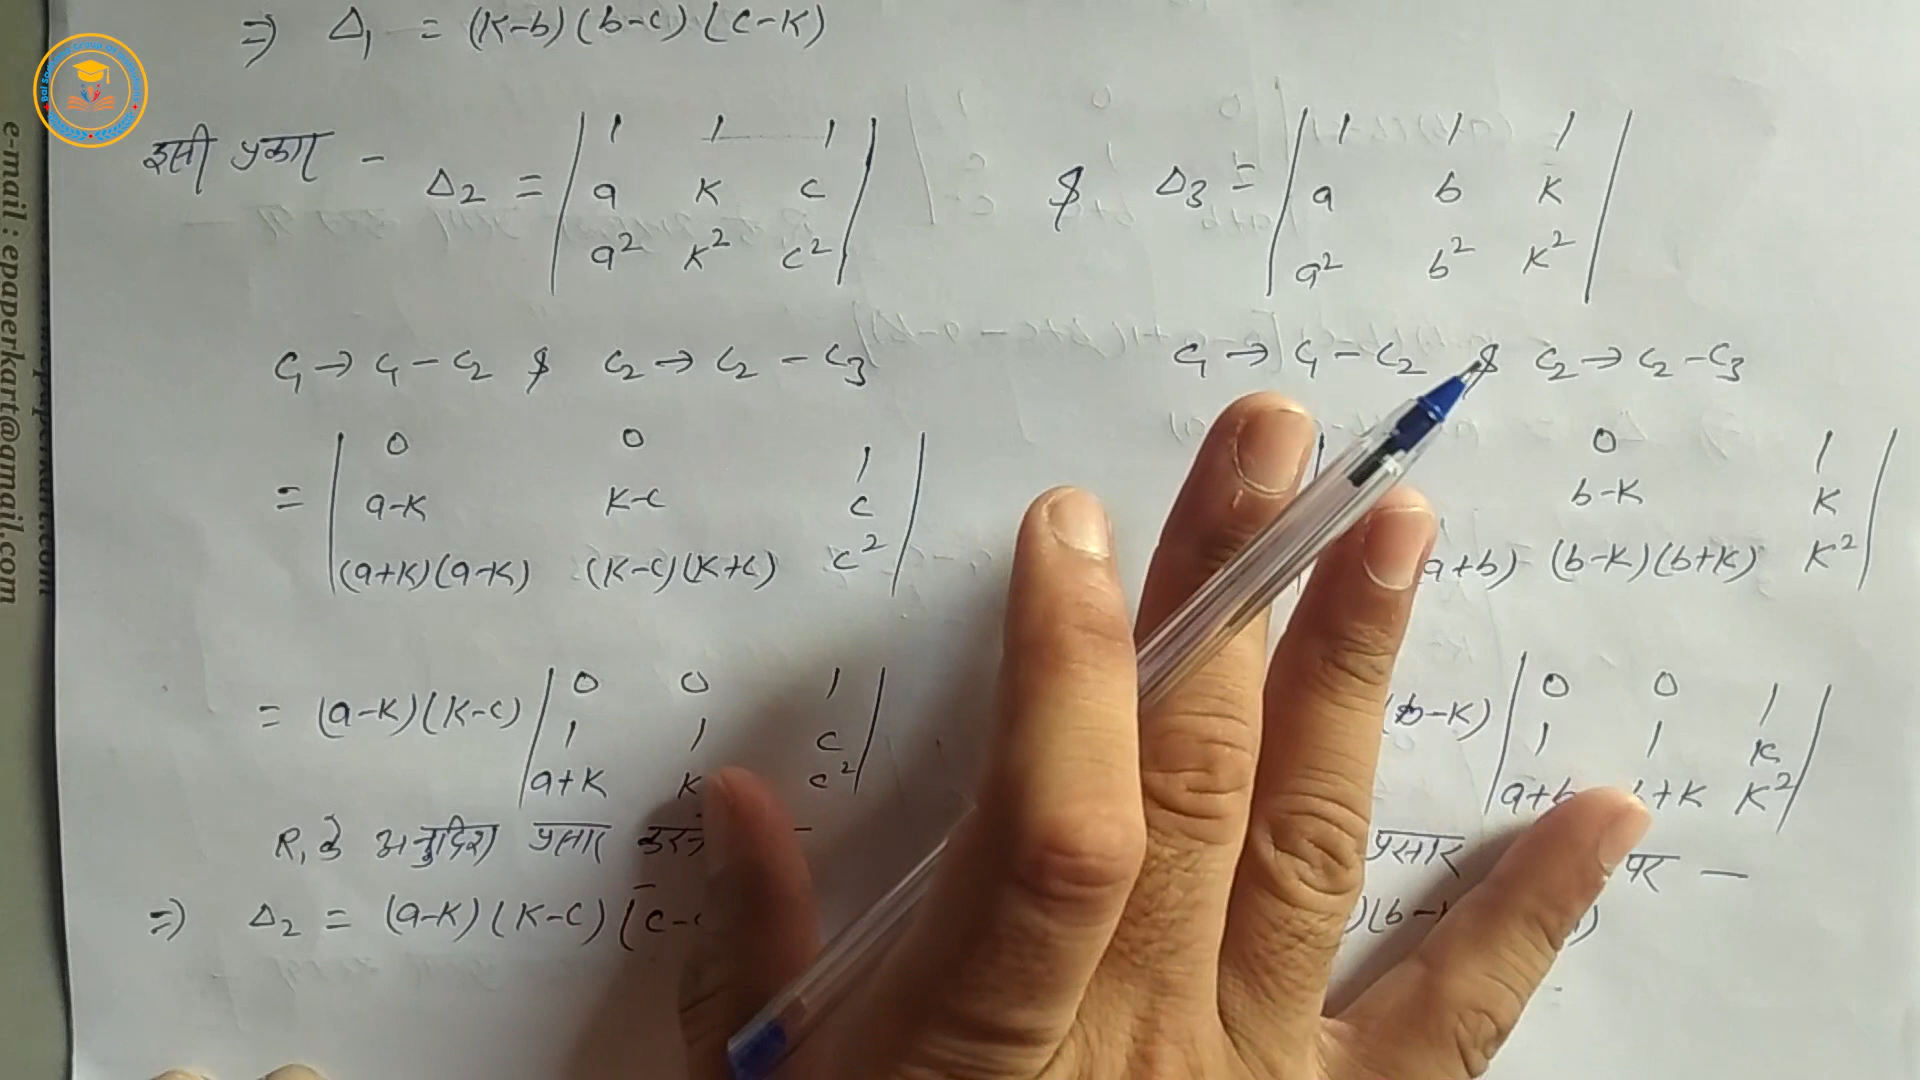 ⇒ Δ₁ = (K-b)(b-c)(c-K)
इसी प्रकार -
Δ₂ = | 1 1 1 |
| a K c |
| a² K² c² |
& Δ₃ = | 1 1 1 |
| a b K |
| a² b² K² |
C₁ → C₁ - C₂ & C₂ → C₂ - C₃
C₁ → C₁ - C₂ & C₂ → C₂ - C₃
= | 0 0 1 |
| a-K K-c c |
| (a+K)(a-K) (K-c)(K+c) c² |
0 1 |
b-K K |
a+b) (b-K)(b+K) K² |
= (a-K)(K-c) | 0 0 1 |
| 1 1 c |
| a+K K c² |
(b-K) | 0 0 1 |
| 1 1 K |
| a+b +K K² |
R₁ के अनुदिश प्रसार करने
प्रसार पर —
⇒ Δ₂ = (a-K)(K-c)(c-
)(b-
e-mail : epaperkart@gmail.com